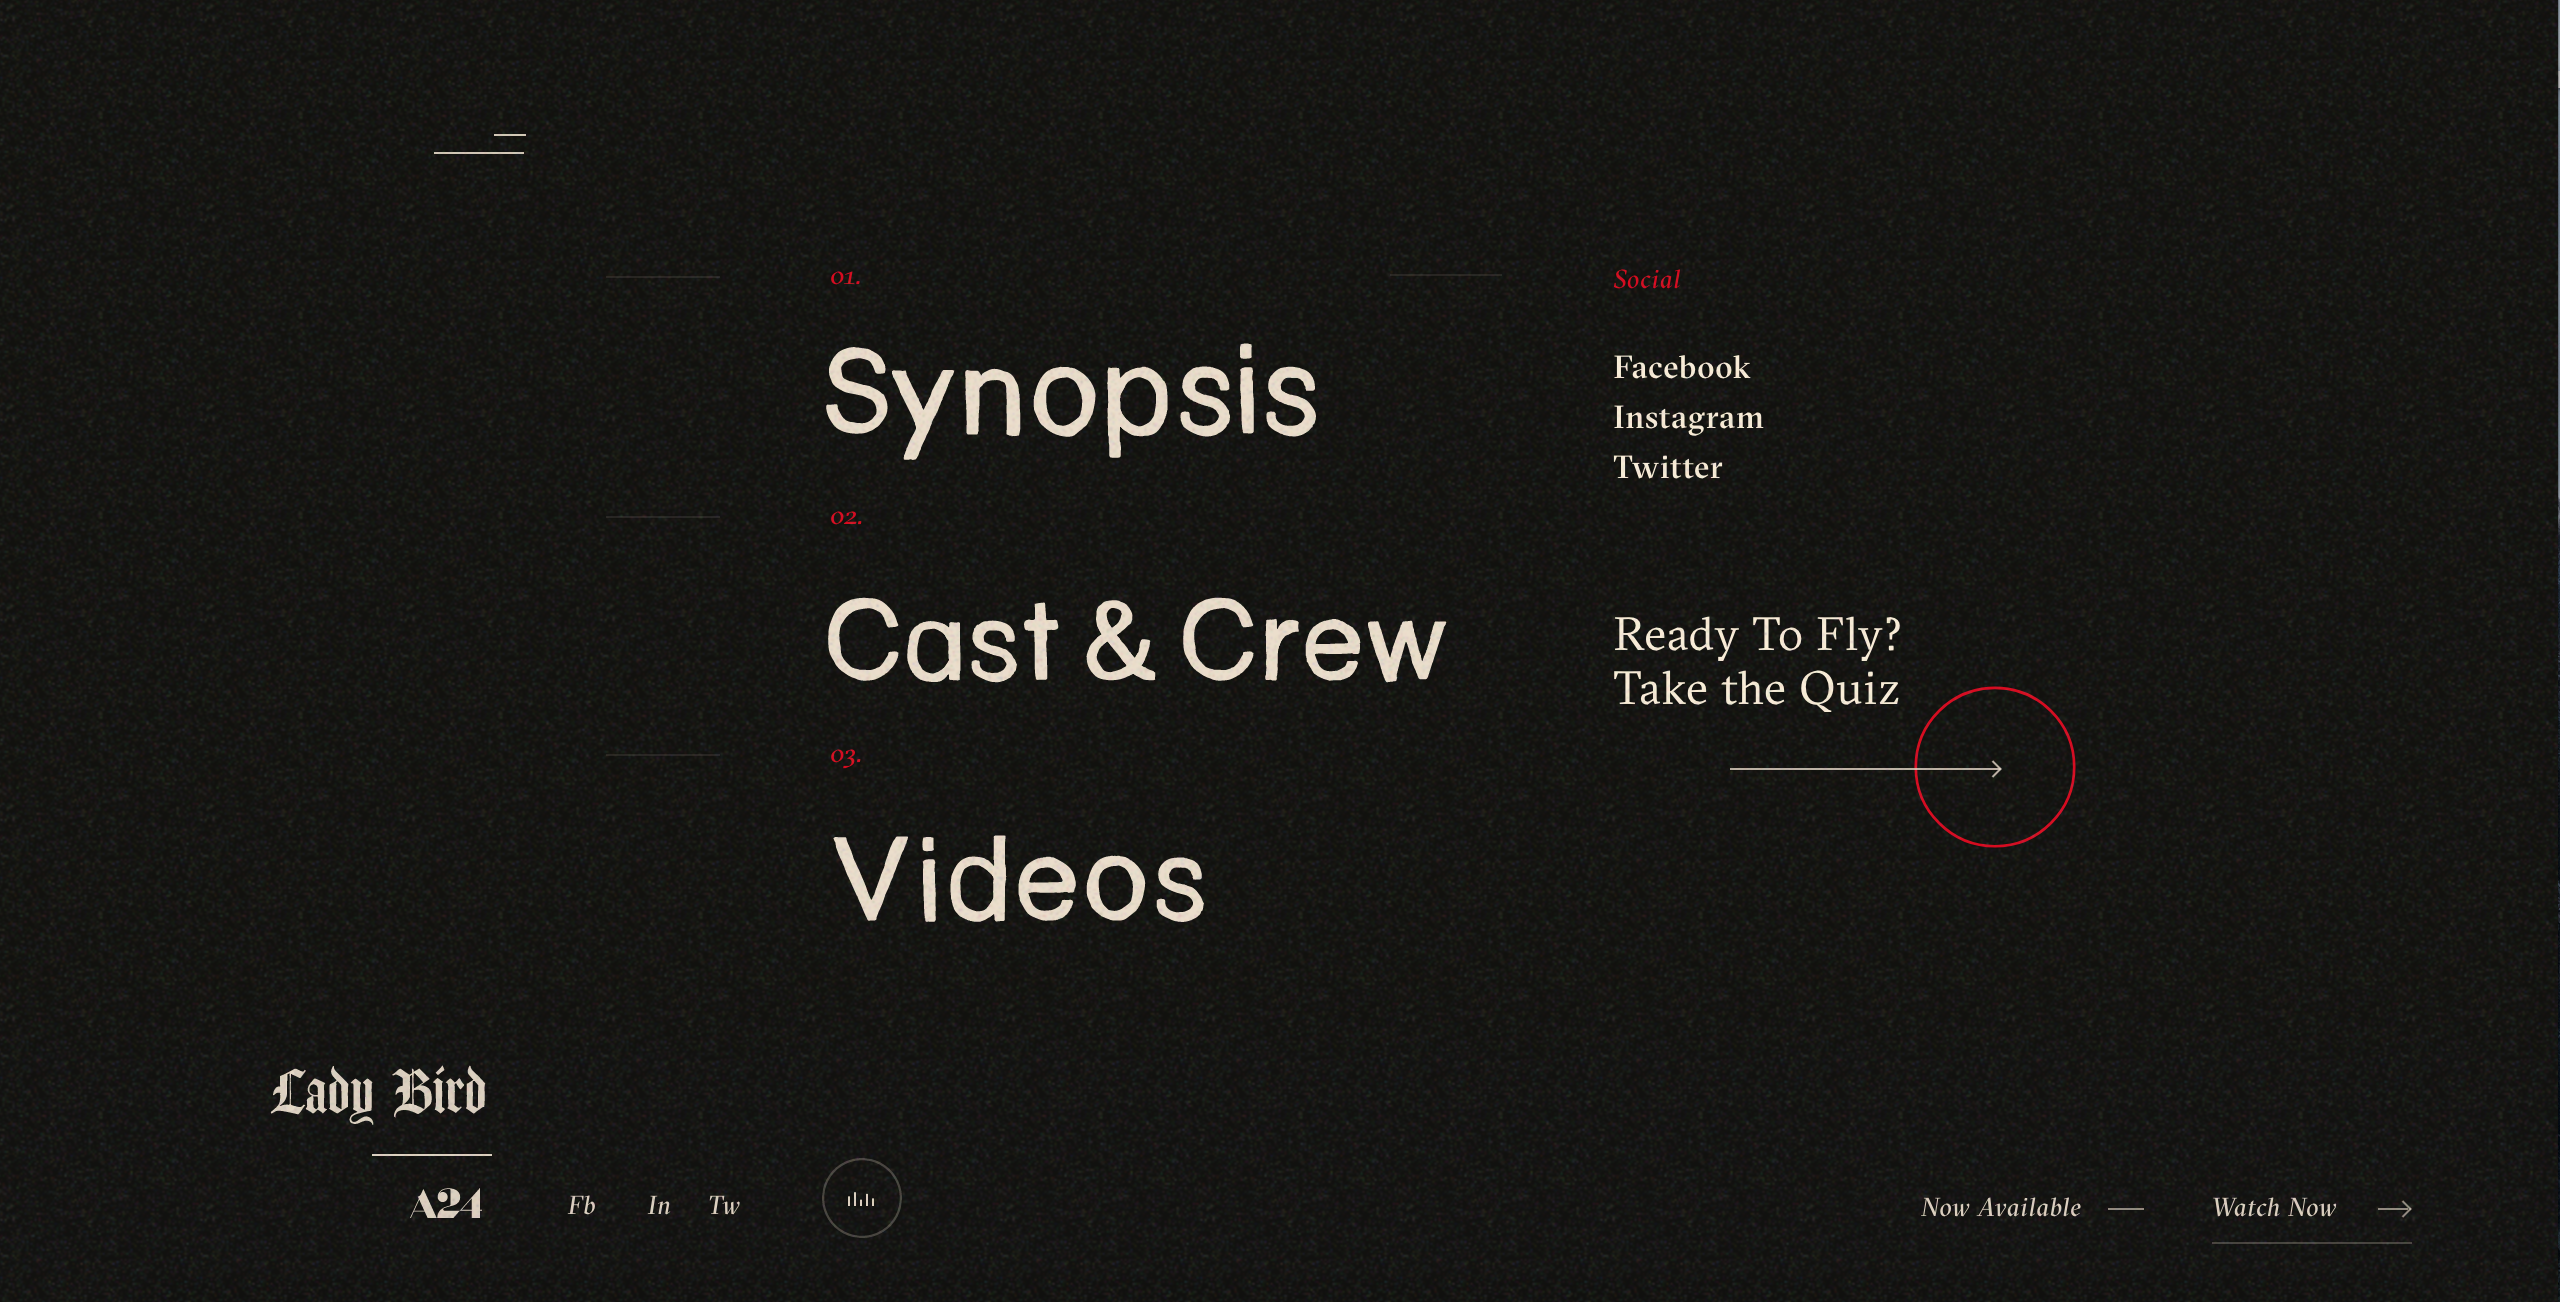 01.
Synopsis
02.
Cast & Crew
03.
Videos
Social
Facebook
Instagram
Twitter
Ready To Fly?
Take the Quiz
Lady Bird
A24
Fb In Tw
Now Available
Watch Now